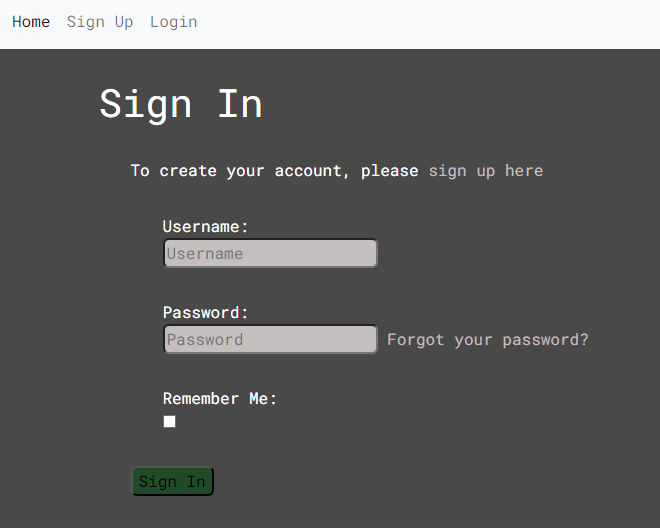 Home Sign Up Login
Sign In
To create your account, please sign up here
Username:
Username
Password:
Password Forgot your password?
Remember Me:
Sign In